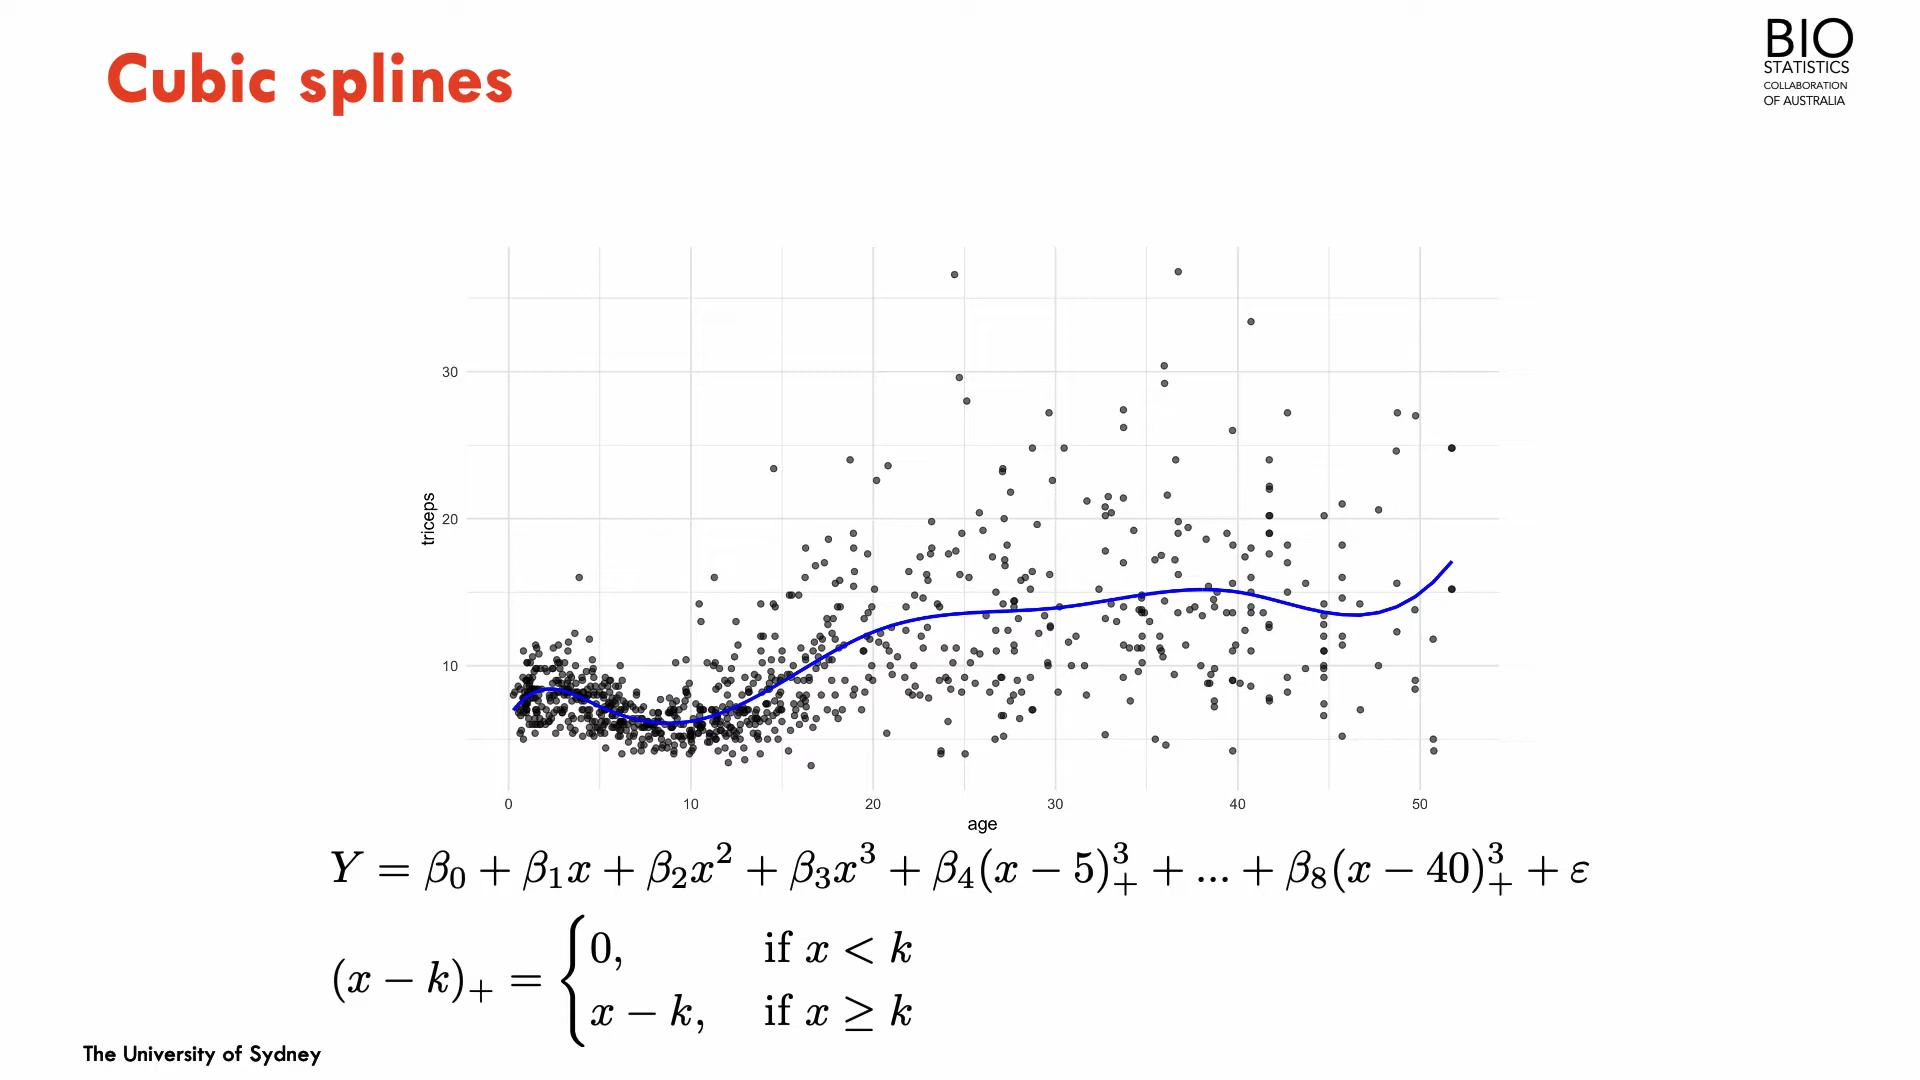 Cubic splines
BIO
STATISTICS
COLLABORATION
OF AUSTRALIA
30
20
10
triceps
0 10 20 30 40 50
age
Y = β₀ + β₁x + β₂x² + β₃x³ + β₄(x − 5)³₊ + ... + β₈(x − 40)³₊ + ε
(x − k)₊ = {
0, if x < k
x − k, if x ≥ k
The University of Sydney